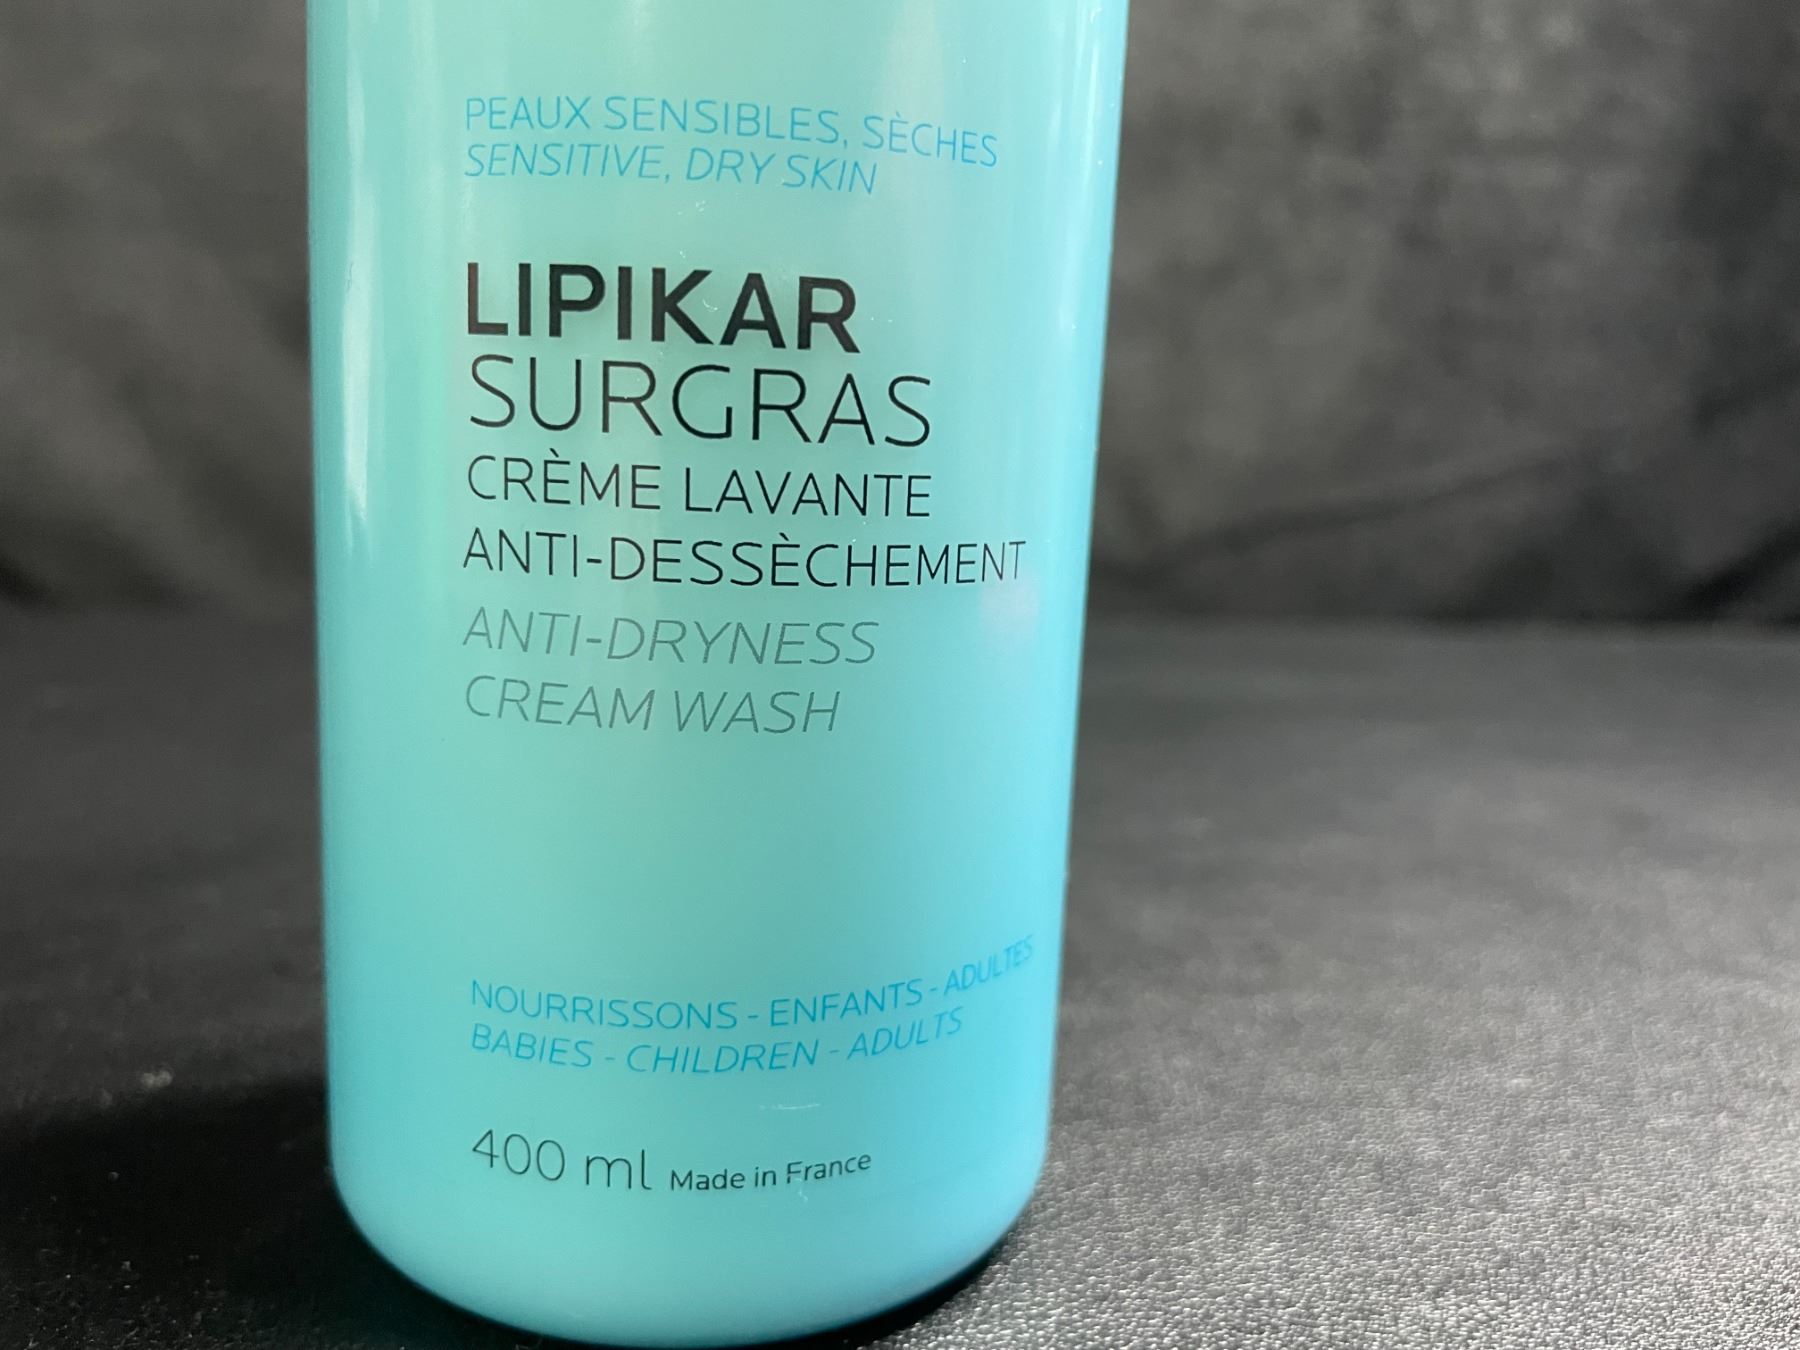 PEAUX SENSIBLES, SÈCHES
SENSITIVE, DRY SKIN
LIPIKAR
SURGRAS
CRÈME LAVANTE
ANTI-DESSÈCHEMENT
ANTI-DRYNESS
CREAM WASH
NOURRISSONS - ENFANTS - ADULTES
BABIES - CHILDREN - ADULTS
400 ml Made in France